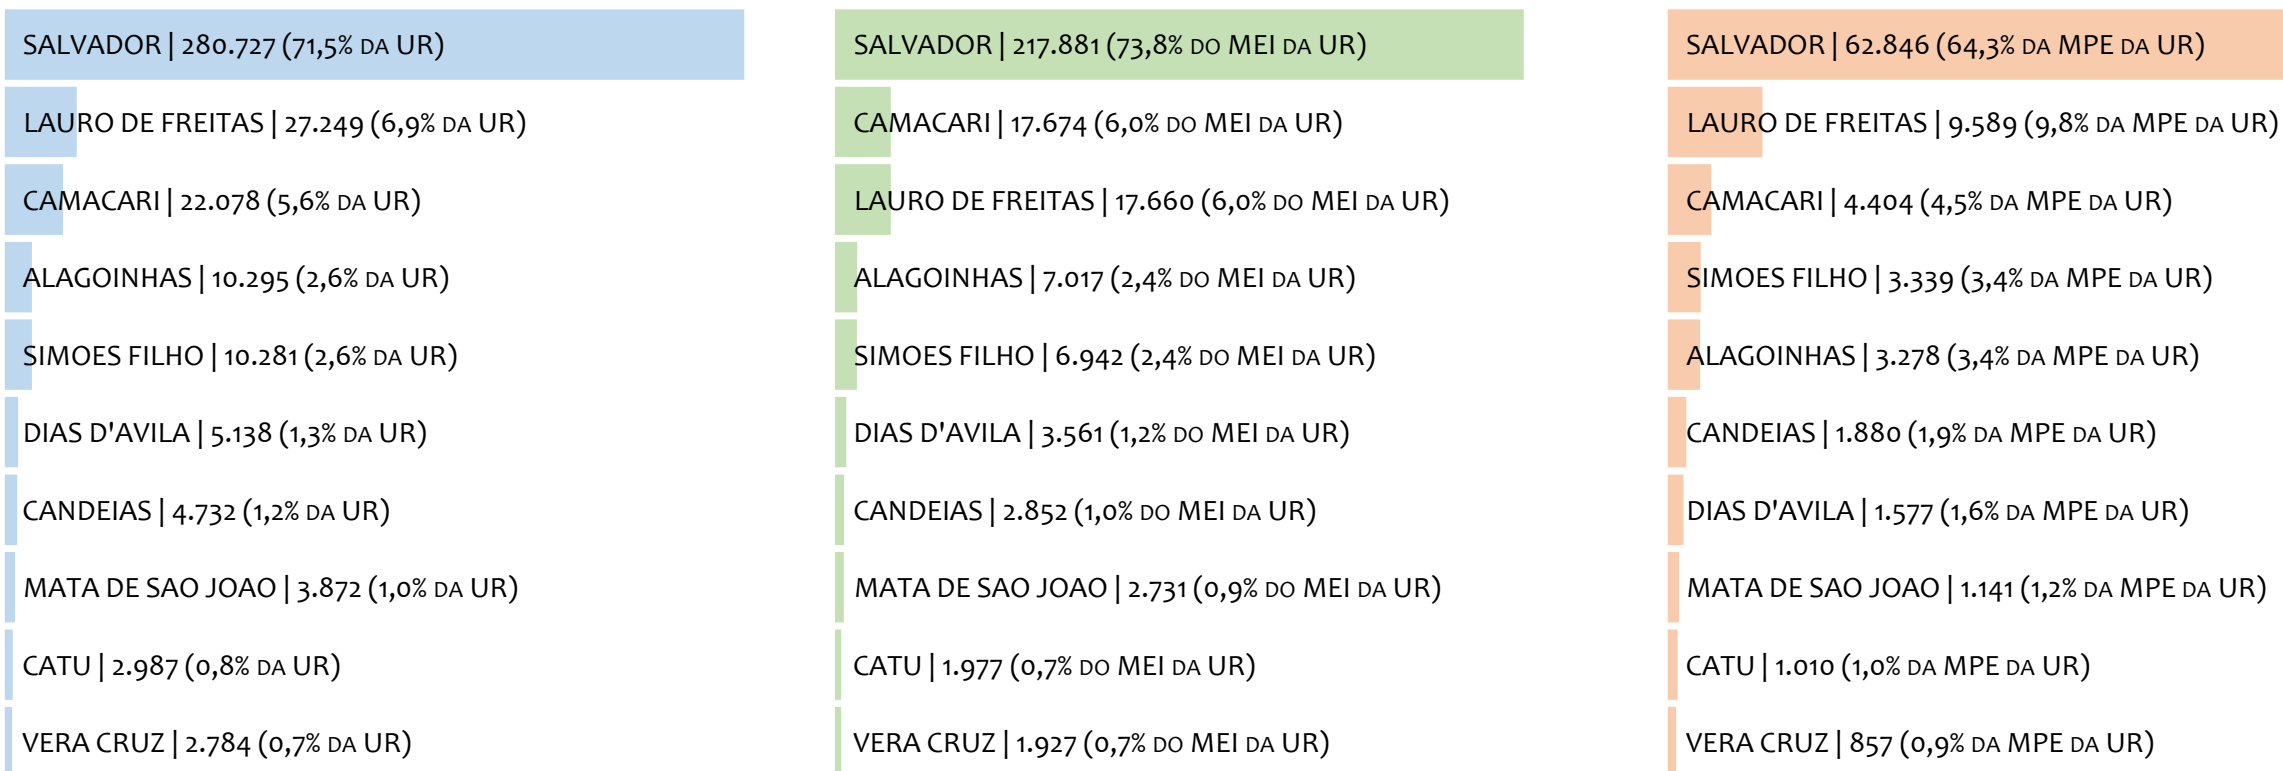 SALVADOR | 280.727 (71,5% DA UR)
LAURO DE FREITAS | 27.249 (6,9% DA UR)
CAMACARI | 22.078 (5,6% DA UR)
ALAGOINHAS | 10.295 (2,6% DA UR)
SIMOES FILHO | 10.281 (2,6% DA UR)
DIAS D'AVILA | 5.138 (1,3% DA UR)
CANDEIAS | 4.732 (1,2% DA UR)
MATA DE SAO JOAO | 3.872 (1,0% DA UR)
CATU | 2.987 (0,8% DA UR)
VERA CRUZ | 2.784 (0,7% DA UR)
SALVADOR | 217.881 (73,8% DO MEI DA UR)
CAMACARI | 17.674 (6,0% DO MEI DA UR)
LAURO DE FREITAS | 17.660 (6,0% DO MEI DA UR)
ALAGOINHAS | 7.017 (2,4% DO MEI DA UR)
SIMOES FILHO | 6.942 (2,4% DO MEI DA UR)
DIAS D'AVILA | 3.561 (1,2% DO MEI DA UR)
CANDEIAS | 2.852 (1,0% DO MEI DA UR)
MATA DE SAO JOAO | 2.731 (0,9% DO MEI DA UR)
CATU | 1.977 (0,7% DO MEI DA UR)
VERA CRUZ | 1.927 (0,7% DO MEI DA UR)
SALVADOR | 62.846 (64,3% DA MPE DA UR)
LAURO DE FREITAS | 9.589 (9,8% DA MPE DA UR)
CAMACARI | 4.404 (4,5% DA MPE DA UR)
SIMOES FILHO | 3.339 (3,4% DA MPE DA UR)
ALAGOINHAS | 3.278 (3,4% DA MPE DA UR)
CANDEIAS | 1.880 (1,9% DA MPE DA UR)
DIAS D'AVILA | 1.577 (1,6% DA MPE DA UR)
MATA DE SAO JOAO | 1.141 (1,2% DA MPE DA UR)
CATU | 1.010 (1,0% DA MPE DA UR)
VERA CRUZ | 857 (0,9% DA MPE DA UR)